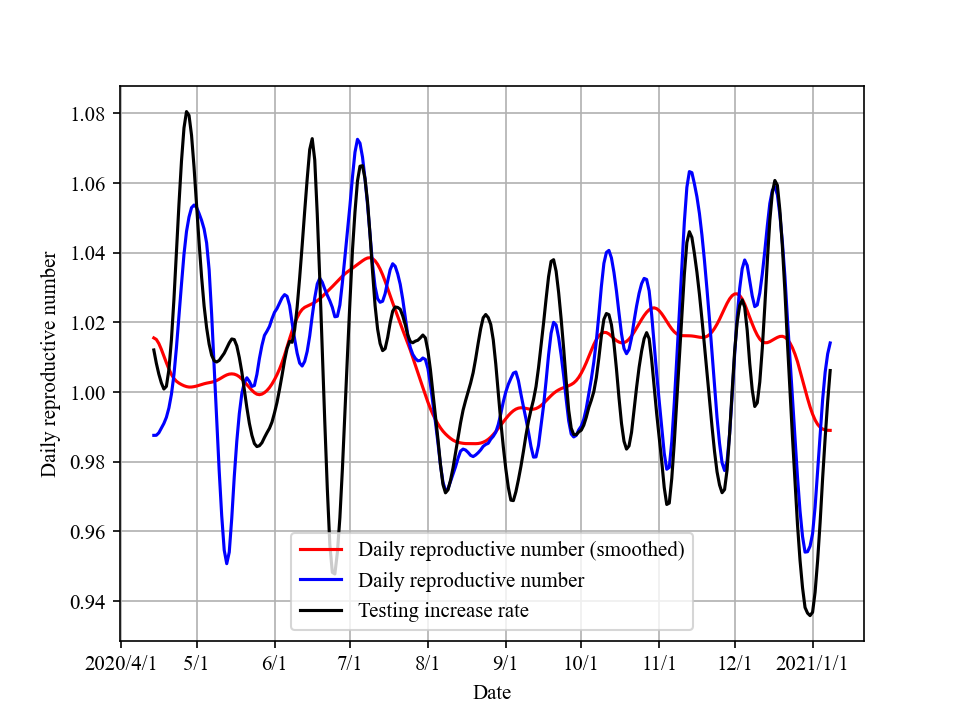 Daily reproductive number
1.08
1.06
1.04
1.02
1.00
0.98
0.96
0.94
Daily reproductive number (smoothed)
Daily reproductive number
Testing increase rate
2020/4/1 5/1 6/1 7/1 8/1 9/1 10/1 11/1 12/1 2021/1/1
Date